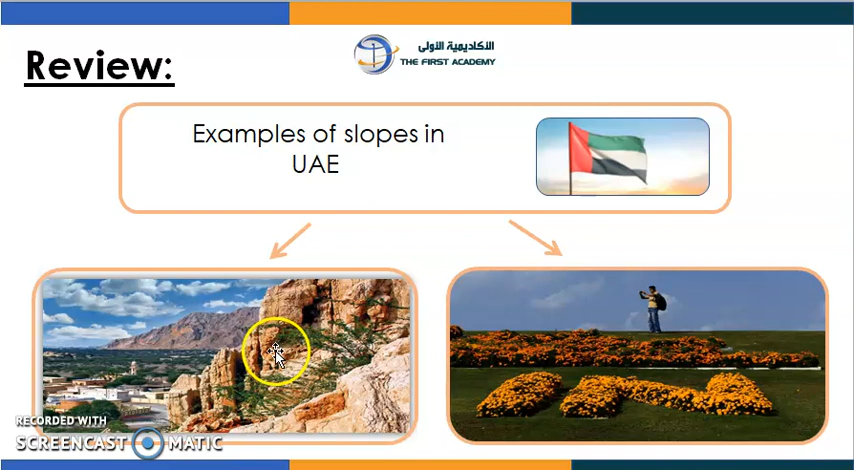 الأكاديمية الأولى
THE FIRST ACADEMY
Review:
Examples of slopes in
UAE
RECORDED WITH
SCREENCAST MATIC